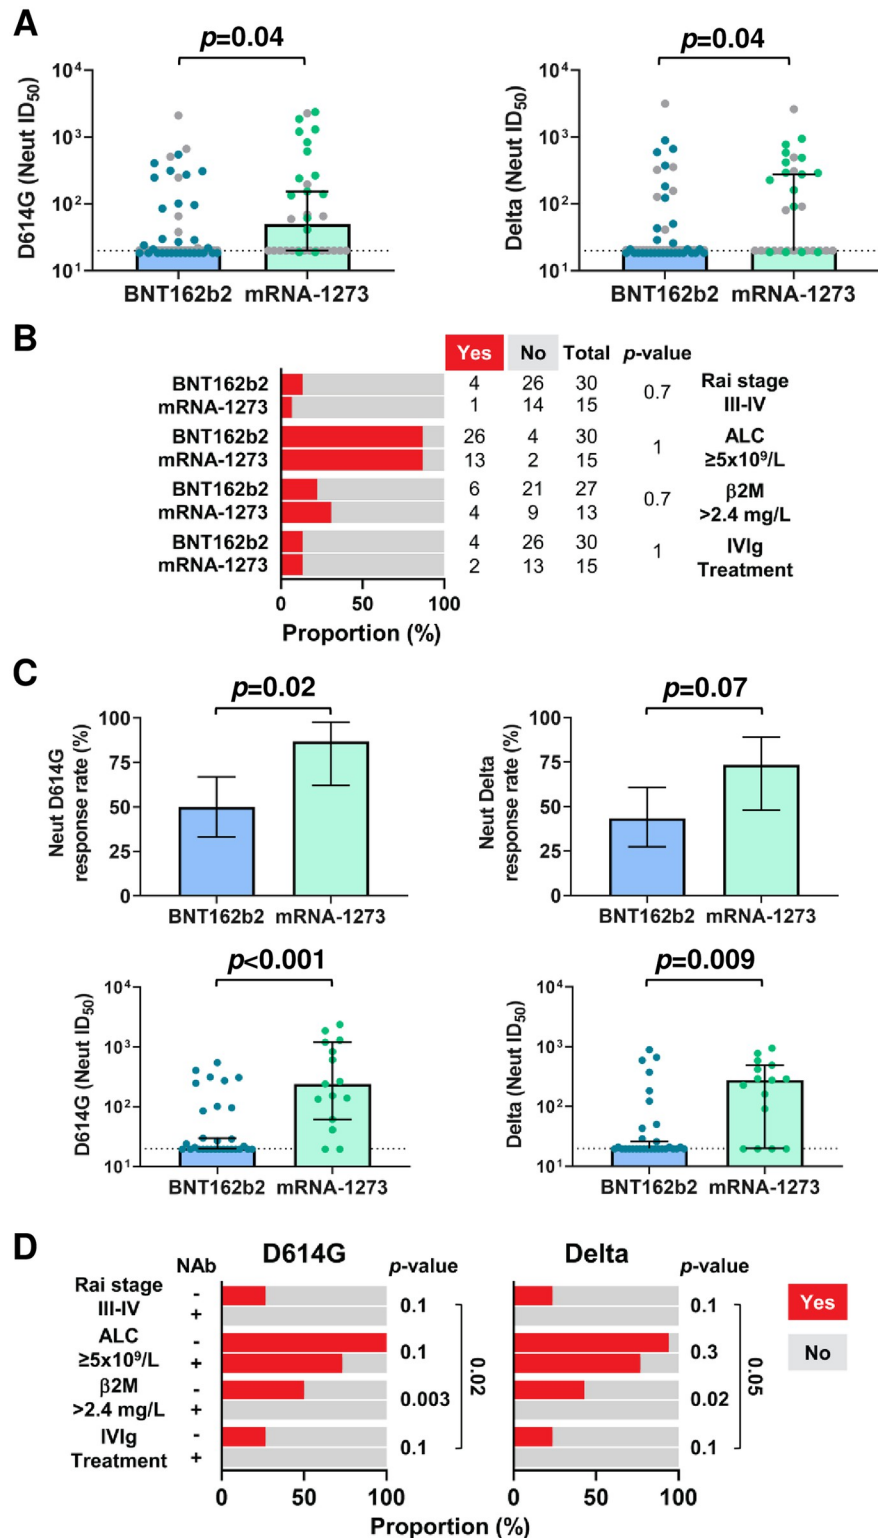 A
p=0.04
D614G (Neut ID50)
10⁴
10³
10²
10¹
BNT162b2 mRNA-1273
p=0.04
Delta (Neut ID50)
10⁴
10³
10²
10¹
BNT162b2 mRNA-1273
B
Yes No Total p-value
BNT162b2 4 26 30 0.7 Rai stage
mRNA-1273 1 14 15 III-IV
BNT162b2 26 4 30 1 ALC
mRNA-1273 13 2 15 ≥5x10⁹/L
BNT162b2 6 21 27 0.7 β2M
mRNA-1273 4 9 13 >2.4 mg/L
BNT162b2 4 26 30 1 IVIg
mRNA-1273 2 13 15 Treatment
0 50 100
Proportion (%)
C
p=0.02
Neut D614G
response rate (%)
100
75
50
25
0
BNT162b2 mRNA-1273
p=0.07
Neut Delta
response rate (%)
100
75
50
25
0
BNT162b2 mRNA-1273
p<0.001
D614G (Neut ID50)
10⁴
10³
10²
10¹
BNT162b2 mRNA-1273
p=0.009
Delta (Neut ID50)
10⁴
10³
10²
10¹
BNT162b2 mRNA-1273
D
NAb D614G p-value Delta p-value
Rai stage -
III-IV +
0.1 0.1
ALC -
≥5x10⁹/L +
0.1 0.3
β2M -
>2.4 mg/L +
0.003 0.02
IVIg -
Treatment +
0.1 0.1
0.02 0.05
Yes
No
0 50 100 0 50 100
Proportion (%)